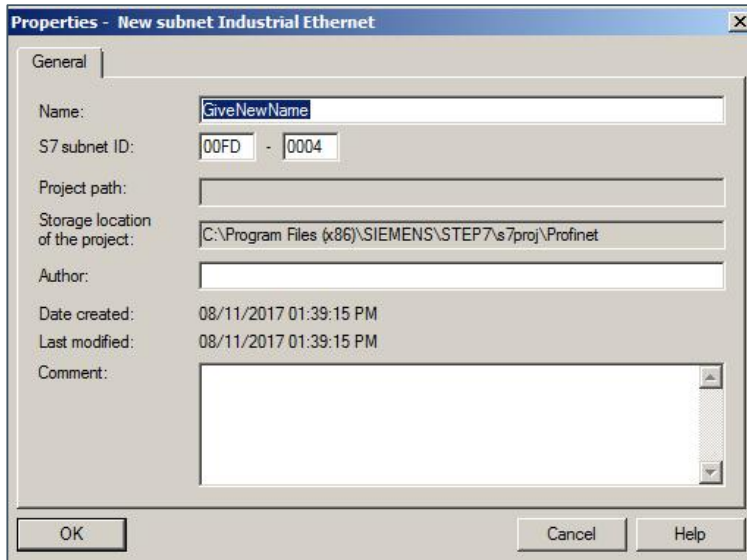 Properties - New subnet Industrial Ethernet
General
Name: GiveNewName
S7 subnet ID: 00FD - 0004
Project path:
Storage location
of the project: C:\Program Files (x86)\SIEMENS\STEP7\s7proj\Profinet
Author:
Date created: 08/11/2017 01:39:15 PM
Last modified: 08/11/2017 01:39:15 PM
Comment:
OK Cancel Help